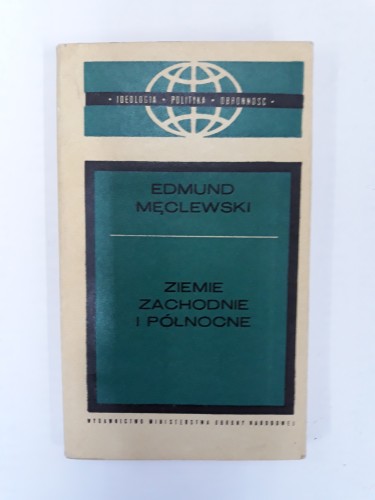 • IDEOLOGIA • POLITYKA • OBRONNOŚĆ •
EDMUND
MĘCLEWSKI
ZIEMIE
ZACHODNIE
I PÓŁNOCNE
WYDAWNICTWO MINISTERSTWA OBRONY NARODOWEJ